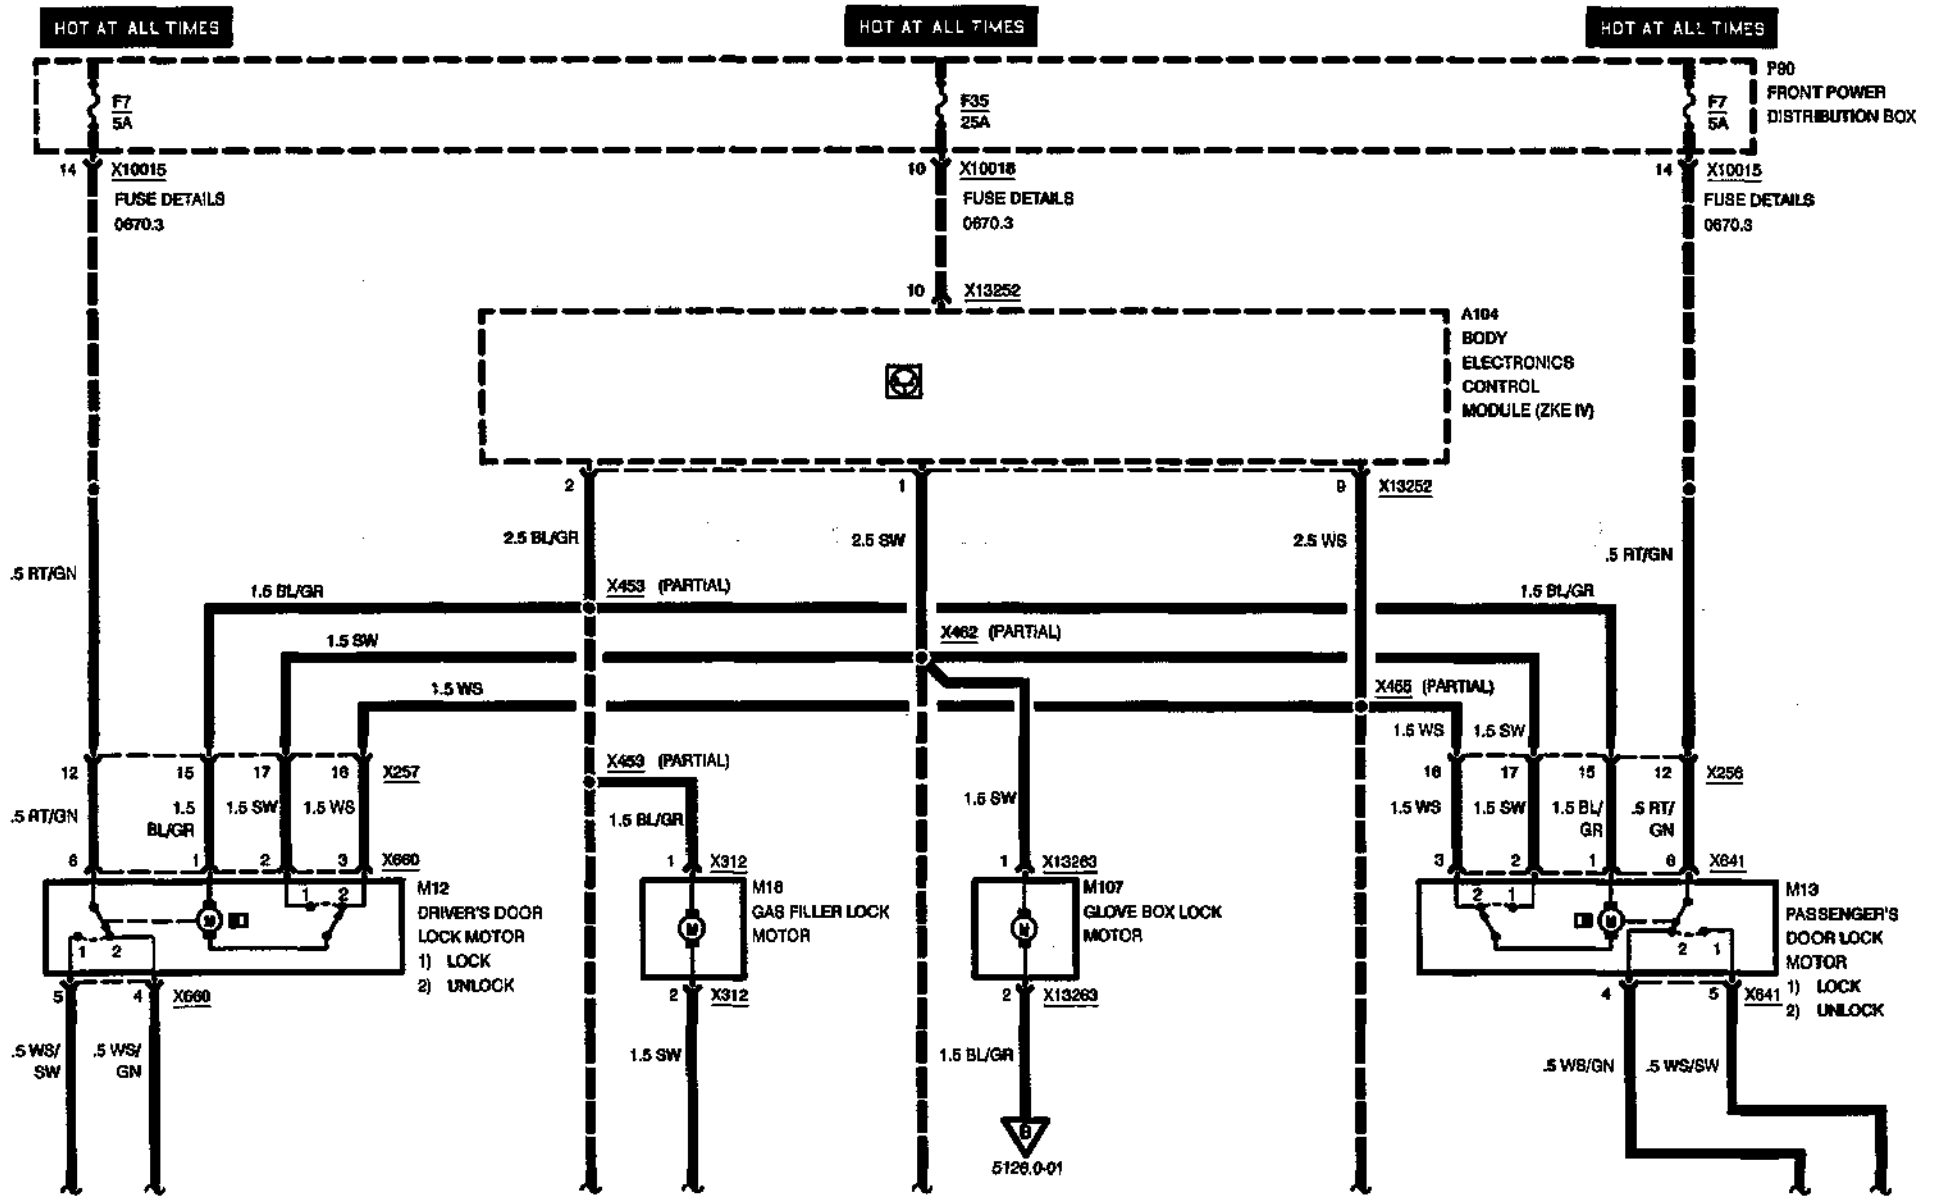 HOT AT ALL TIMES
HOT AT ALL TIMES
HOT AT ALL TIMES
F7
5A
F35
25A
F7
5A
P90
FRONT POWER
DISTRIBUTION BOX
14
X10015
FUSE DETAILS
0670.3
10
X10018
FUSE DETAILS
0670.3
14
X10015
FUSE DETAILS
0670.3
10
X13252
A104
BODY
ELECTRONICS
CONTROL
MODULE (ZKE IV)
2
1
9
X13252
2.5 BL/GR
2.5 SW
2.5 WS
.5 RT/GN
.5 RT/GN
1.5 BL/GR
X453 (PARTIAL)
1.5 BL/GR
1.5 SW
X462 (PARTIAL)
1.5 WS
X465 (PARTIAL)
1.5 WS
1.5 SW
12
15
17
16
X257
X453 (PARTIAL)
16
17
15
12
X256
.5 RT/GN
1.5
BL/GR
1.5 SW
1.5 WS
1.5 BL/GR
1.5 SW
1.5 WS
1.5 SW
1.5 BL/
GR
.5 RT/
GN
6
1
2
3
X660
1
X312
1
X13263
3
2
1
6
X641
1
2
M
1
2
M12
DRIVER'S DOOR
LOCK MOTOR
1) LOCK
2) UNLOCK
M
M16
GAS FILLER LOCK
MOTOR
M
M107
GLOVE BOX LOCK
MOTOR
2
1
M
2
1
M13
PASSENGER'S
DOOR LOCK
MOTOR
1) LOCK
2) UNLOCK
5
4
X660
2
X312
2
X13263
4
5
X641
.5 WS/
SW
.5 WS/
GN
1.5 SW
1.5 BL/GR
.5 WS/GN
.5 WS/SW
B
5126.0-01